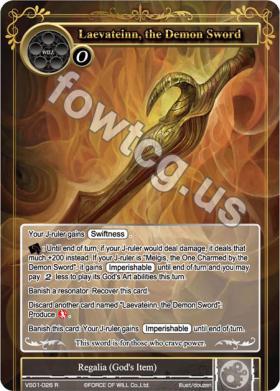 Laevateinn, the Demon Sword
WILL
0
fowtcg.us
Your J-ruler gains Swiftness.
: Until end of turn, if your J-ruler would deal damage, it deals that
much +200 instead. If your J-ruler is "Melgis, the One Charmed by the
Demon Sword", it gains Imperishable until end of turn and you may
pay 2 less to play its God's Art abilities this turn.
Banish a resonator: Recover this card.
Discard another card named "Laevateinn, the Demon Sword":
Produce
Banish this card: Your J-ruler gains Imperishable until end of turn.
This sword is for those who crave power.
Regalia (God's Item)
VS01-026 R
©FORCE OF WILL Co.,Ltd.